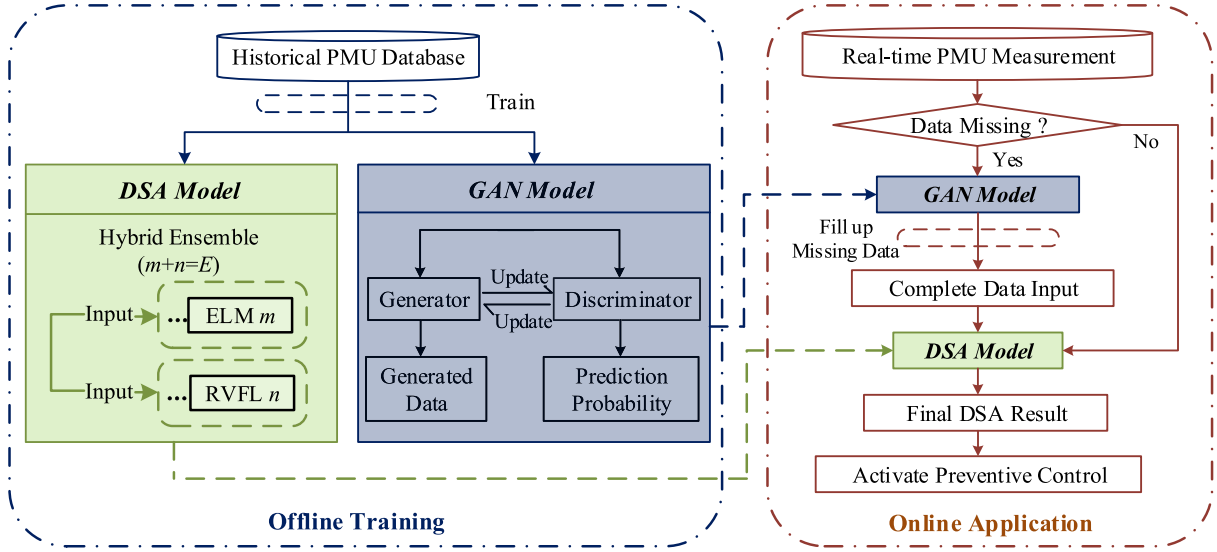 Historical PMU Database
Train
DSA Model
Hybrid Ensemble
(m+n=E)
Input
... ELM m
Input
... RVFL n
GAN Model
Generator
Update
Update
Discriminator
Generated
Data
Prediction
Probability
Offline Training
Real-time PMU Measurement
Data Missing ?
No
Yes
GAN Model
Fill up
Missing Data
Complete Data Input
DSA Model
Final DSA Result
Activate Preventive Control
Online Application